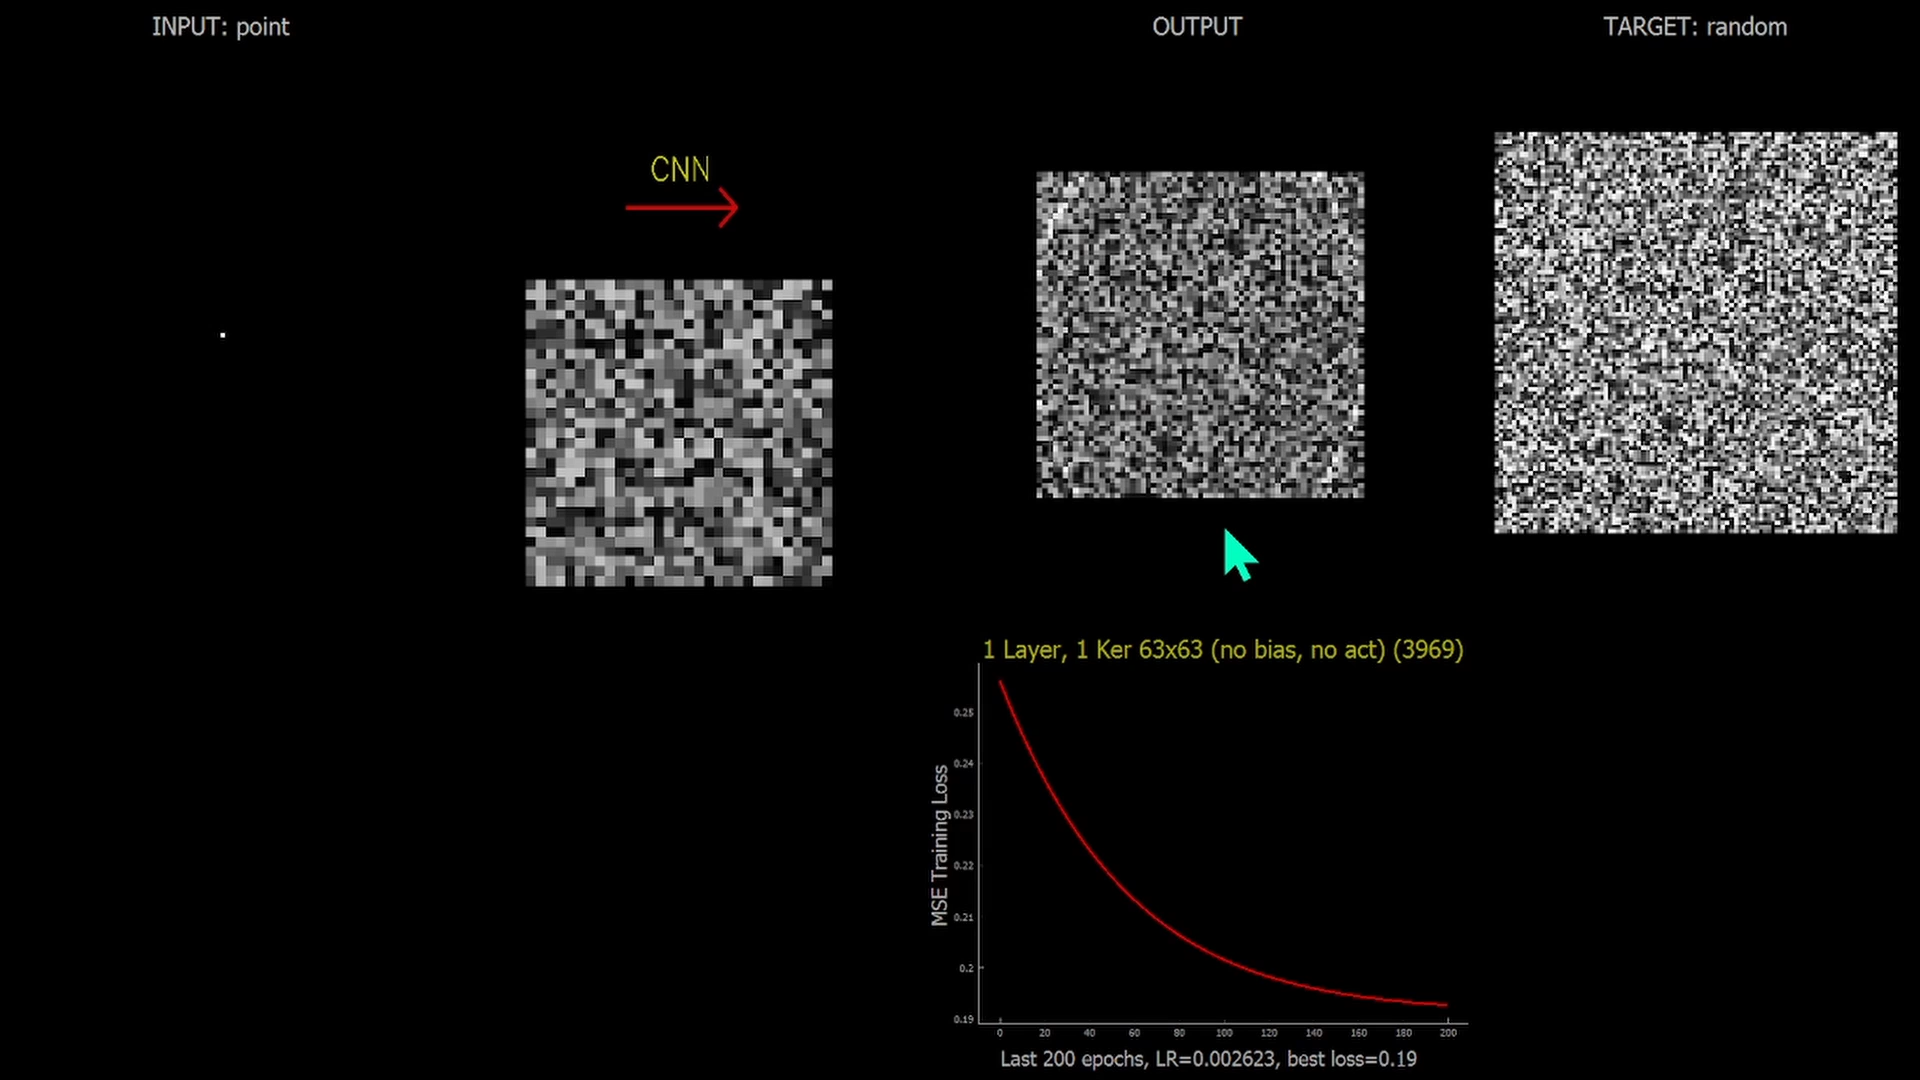 INPUT: point
OUTPUT
TARGET: random
CNN
1 Layer, 1 Ker 63x63 (no bias, no act) (3969)
MSE Training Loss
0.25
0.24
0.23
0.22
0.21
0.2
0.19
0 20 40 60 80 100 120 140 160 180 200
Last 200 epochs, LR=0.002623, best loss=0.19